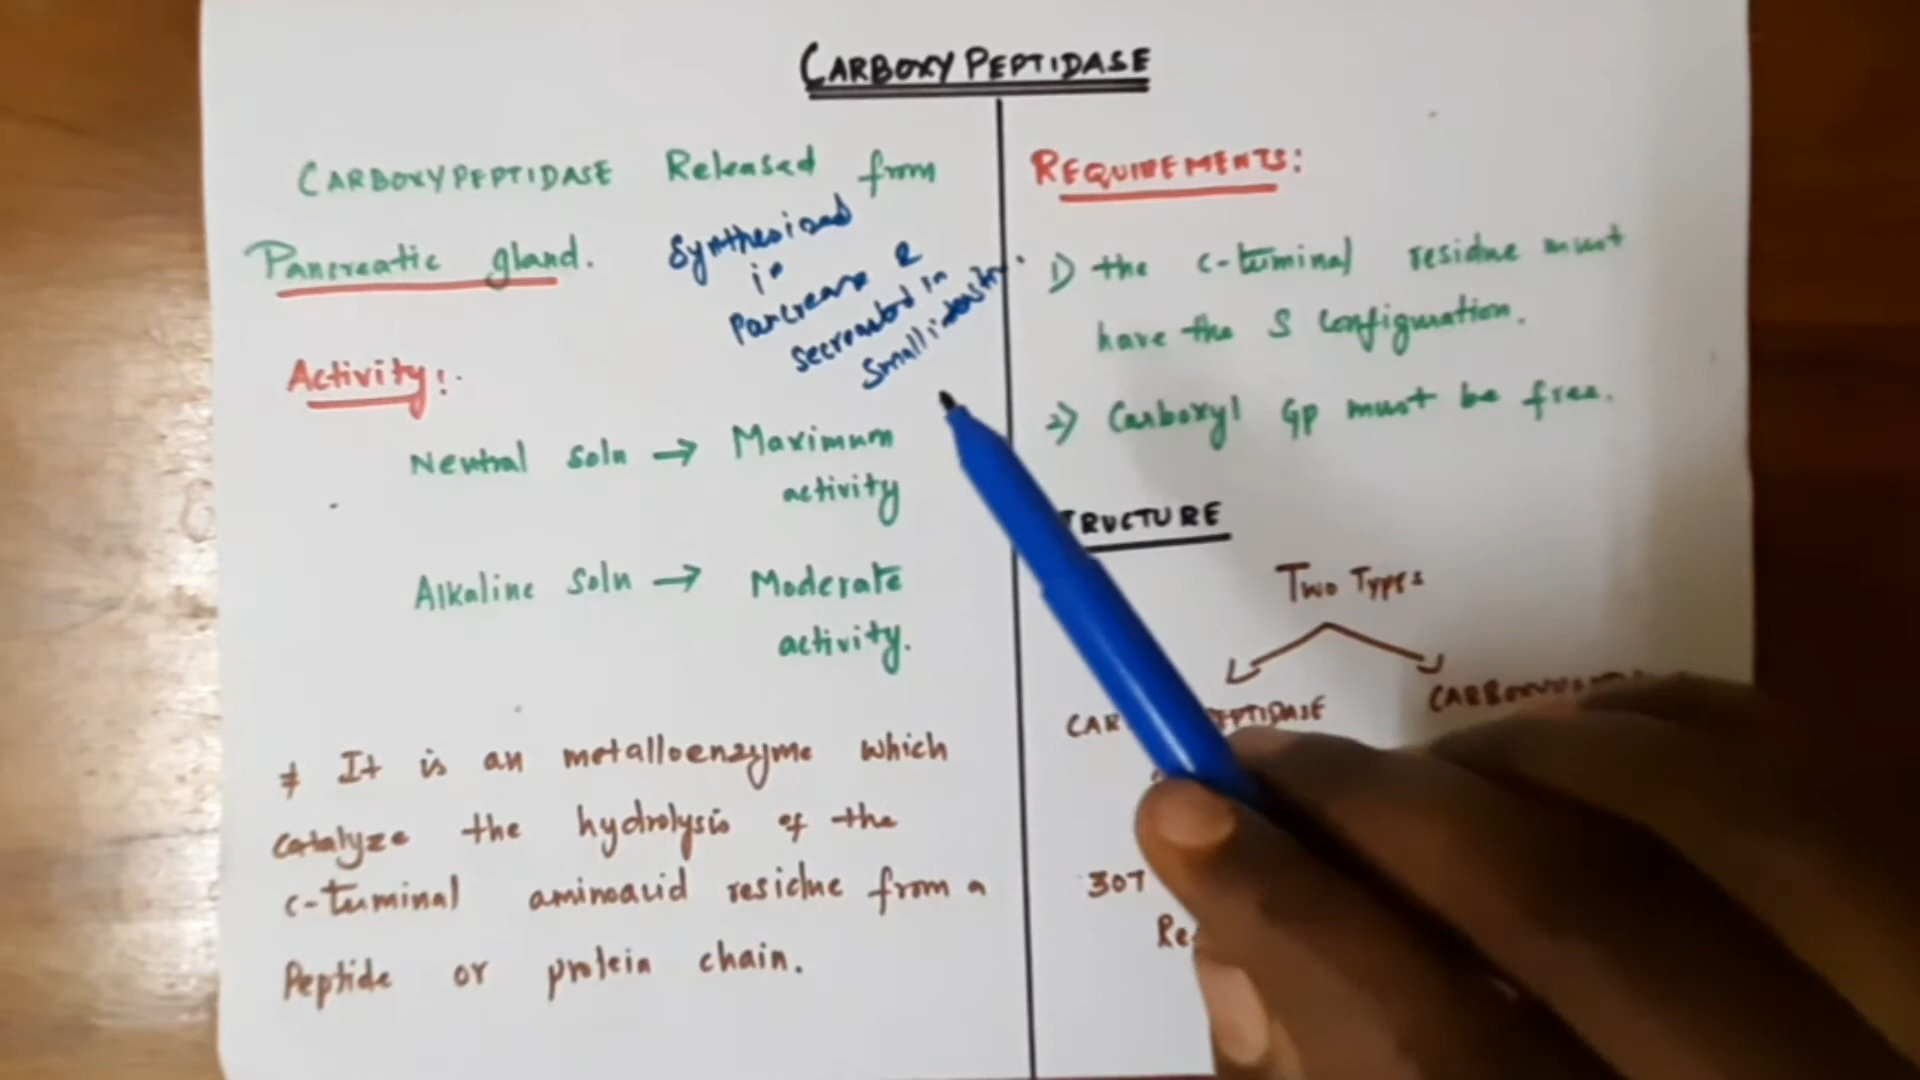 CARBOXY PEPTIDASE
CARBOXYPEPTIDASE Released from
Pancreatic gland.
Synthesized
in
Pancreas &
Secreated in
Small intestine.
Activity:
Neutral soln → Maximum
activity
Alkaline soln → Moderate
activity.
* It is an metalloenzyme which
catalyze the hydrolysis of the
c-terminal aminoacid residue from a
Peptide or protein chain.
REQUIREMENTS:
1) the c-terminal residue must
have the S configuration.
2) Carboxyl Gp must be free.
TRUCTURE
Two Types
CAR PTIDASE
307
Re